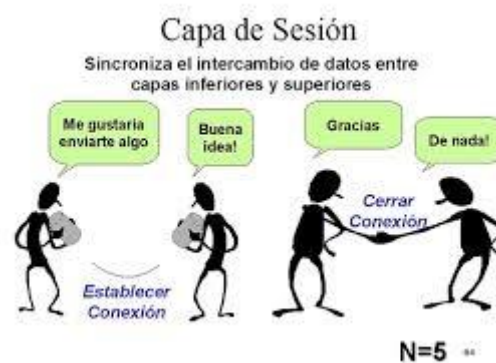 Capa de Sesión
Sincroniza el intercambio de datos entre
capas inferiores y superiores
Me gustaria
enviarte algo
Buena
idea!
Gracias
De nada!
Establecer
Conexión
Cerrar
Conexión
N=5